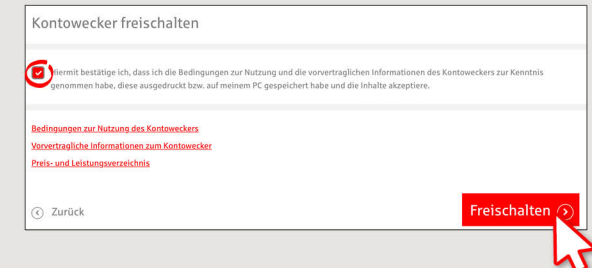 Kontowecker freischalten
Hiermit bestätige ich, dass ich die Bedingungen zur Nutzung und die vorvertraglichen Informationen des Kontoweckers zur Kenntnis
genommen habe, diese ausgedruckt bzw. auf meinem PC gespeichert habe und die Inhalte akzeptiere.
Bedingungen zur Nutzung des Kontoweckers
Vorvertragliche Informationen zum Kontowecker
Preis- und Leistungsverzeichnis
Zurück
Freischalten